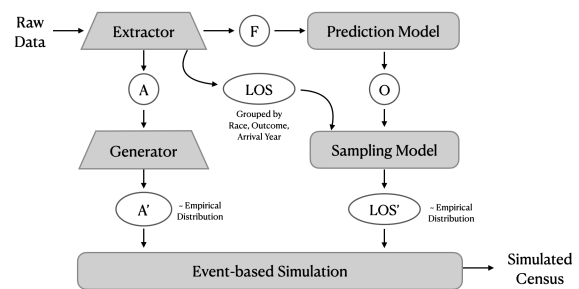 Raw
Data
Extractor
F
Prediction Model
A
LOS
O
Grouped by
Race, Outcome,
Arrival Year
Generator
Sampling Model
A′
~ Empirical
Distribution
LOS′
~ Empirical
Distribution
Event-based Simulation
Simulated
Census